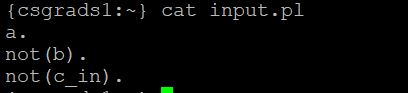 {csgrads1:~} cat input.pl
a.
not(b).
not(c_in).